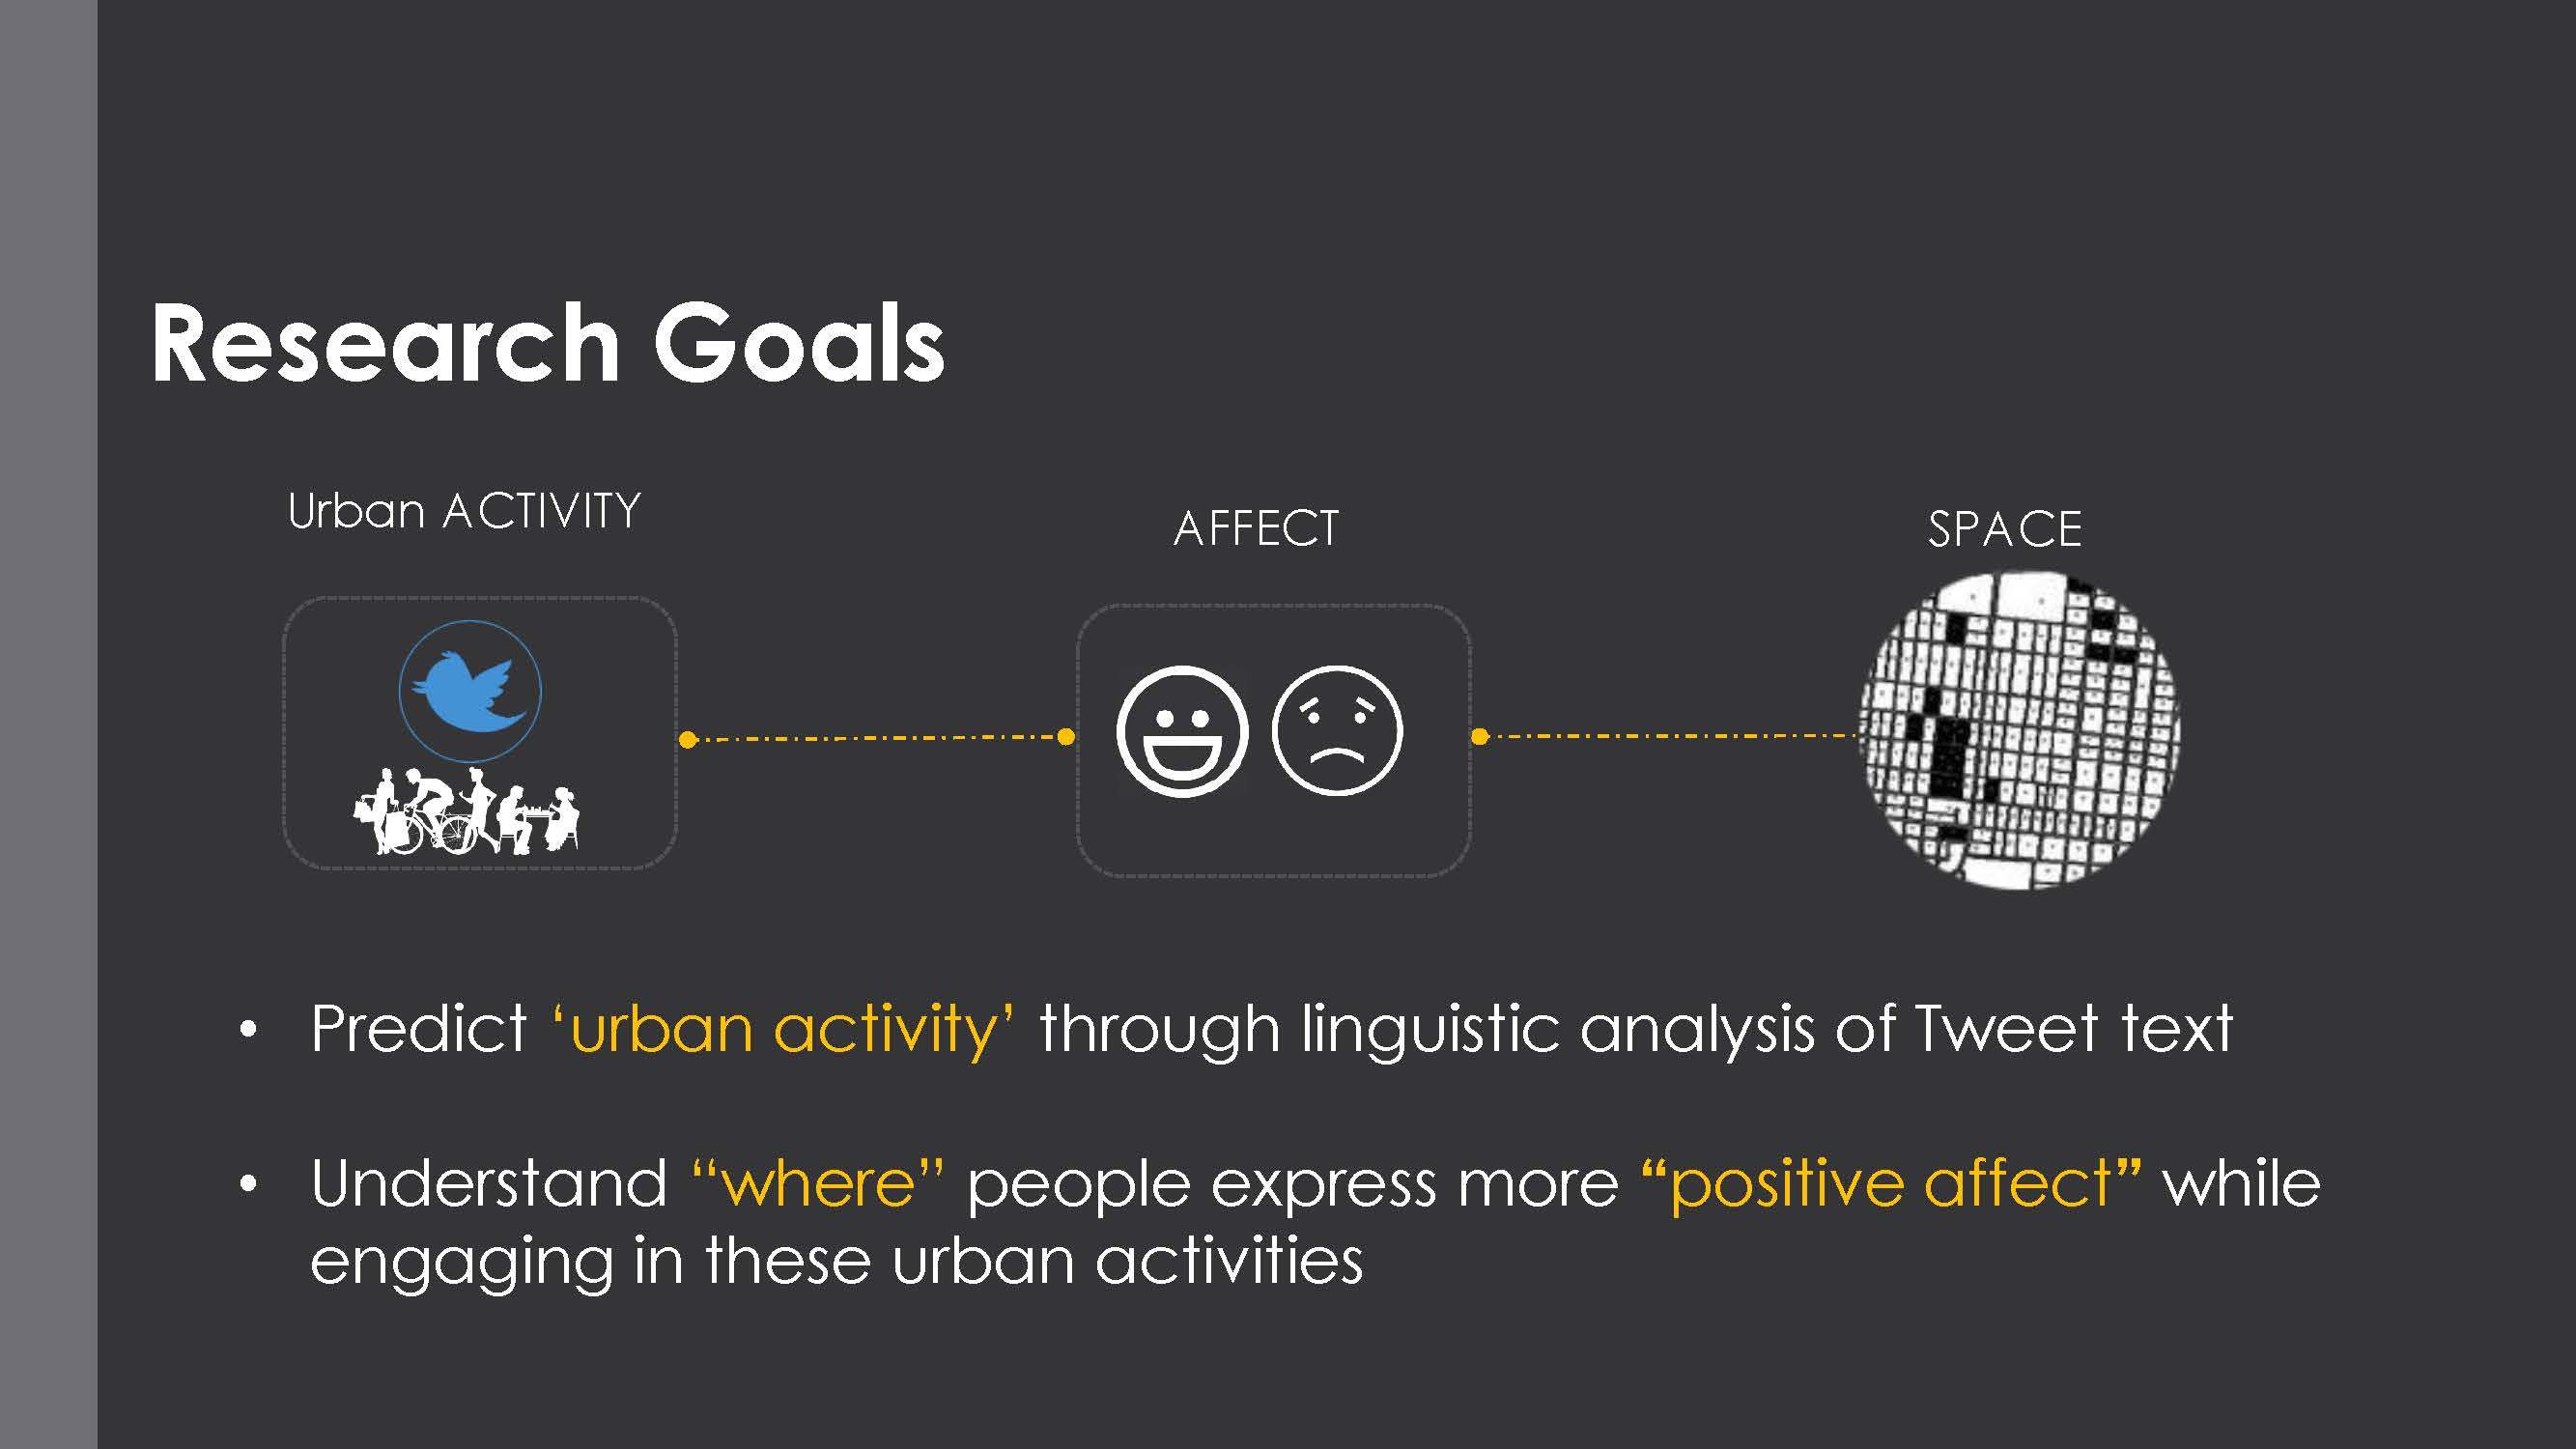 Research Goals
Urban ACTIVITY
AFFECT
SPACE
• Predict ‘urban activity’ through linguistic analysis of Tweet text
• Understand “where” people express more “positive affect” while
engaging in these urban activities